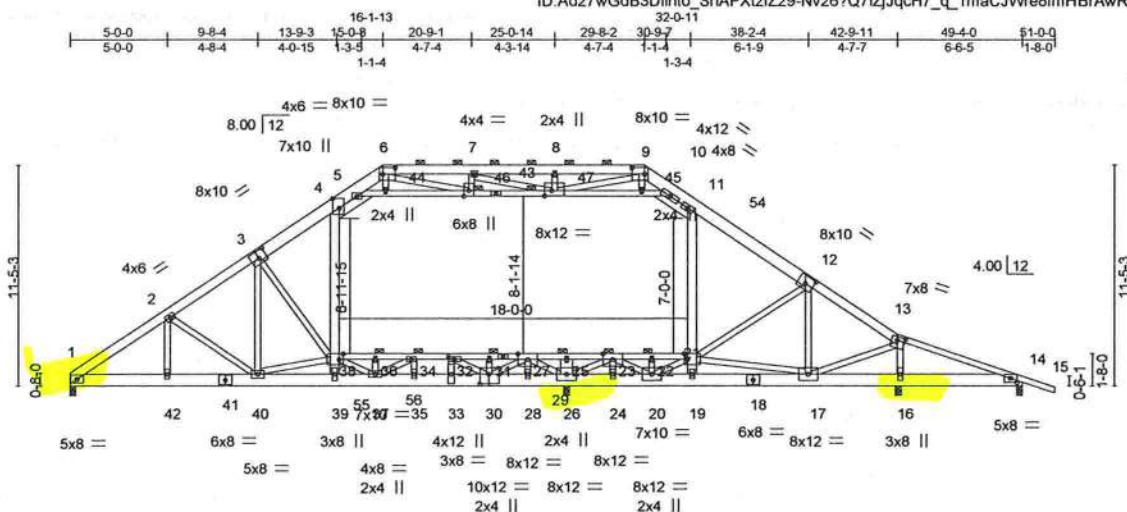 16-1-13 32-0-11
5-0-0 9-8-4 13-9-3 15-0-8 20-9-1 25-0-14 29-8-2 30-9-7 38-2-4 42-9-11 49-4-0 51-0-0
5-0-0 4-8-4 4-0-15 1-3-5 4-7-4 4-3-14 4-7-4 1-1-4 6-1-9 4-7-7 6-6-5 1-8-0
1-1-4 1-3-4
4x6 = 8x10 = 4x4 = 2x4 || 8x10 =
8.00 12 4x12 \\
7x10 || 6 7 8 9 10 4x8 \\
5 44 46 43 47 45 11
8x10 // 4 54
2x4 || 6x8 || 8x12 = 2x4 8x10 \\
3 12
4x6 // 4.00 12
2 7x8 \\
11-5-3 8-11-15 8-1-14 7-0-0 11-5-3
18-0-0 13
1 14 15
0-8-0 38 36 34 32 31 27 25 23 22 0-6-1 1-8-0
29
42 41 40 39 55 37 56 35 33 30 28 26 24 20 19 18 17 16
7x10 =
5x8 = 6x8 = 3x8 || 4x12 || 2x4 || 7x10 = 6x8 = 3x8 || 5x8 =
5x8 = 4x8 = 3x8 = 8x12 = 8x12 = 8x12 =
2x4 || 10x12 = 8x12 = 8x12 =
2x4 || 2x4 ||